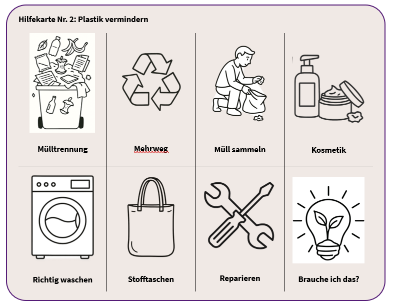 Hilfekarte Nr. 2: Plastik vermindern
Mülltrennung
Mehrweg
Müll sammeln
Kosmetik
Richtig waschen
Stofftaschen
Reparieren
Brauche ich das?